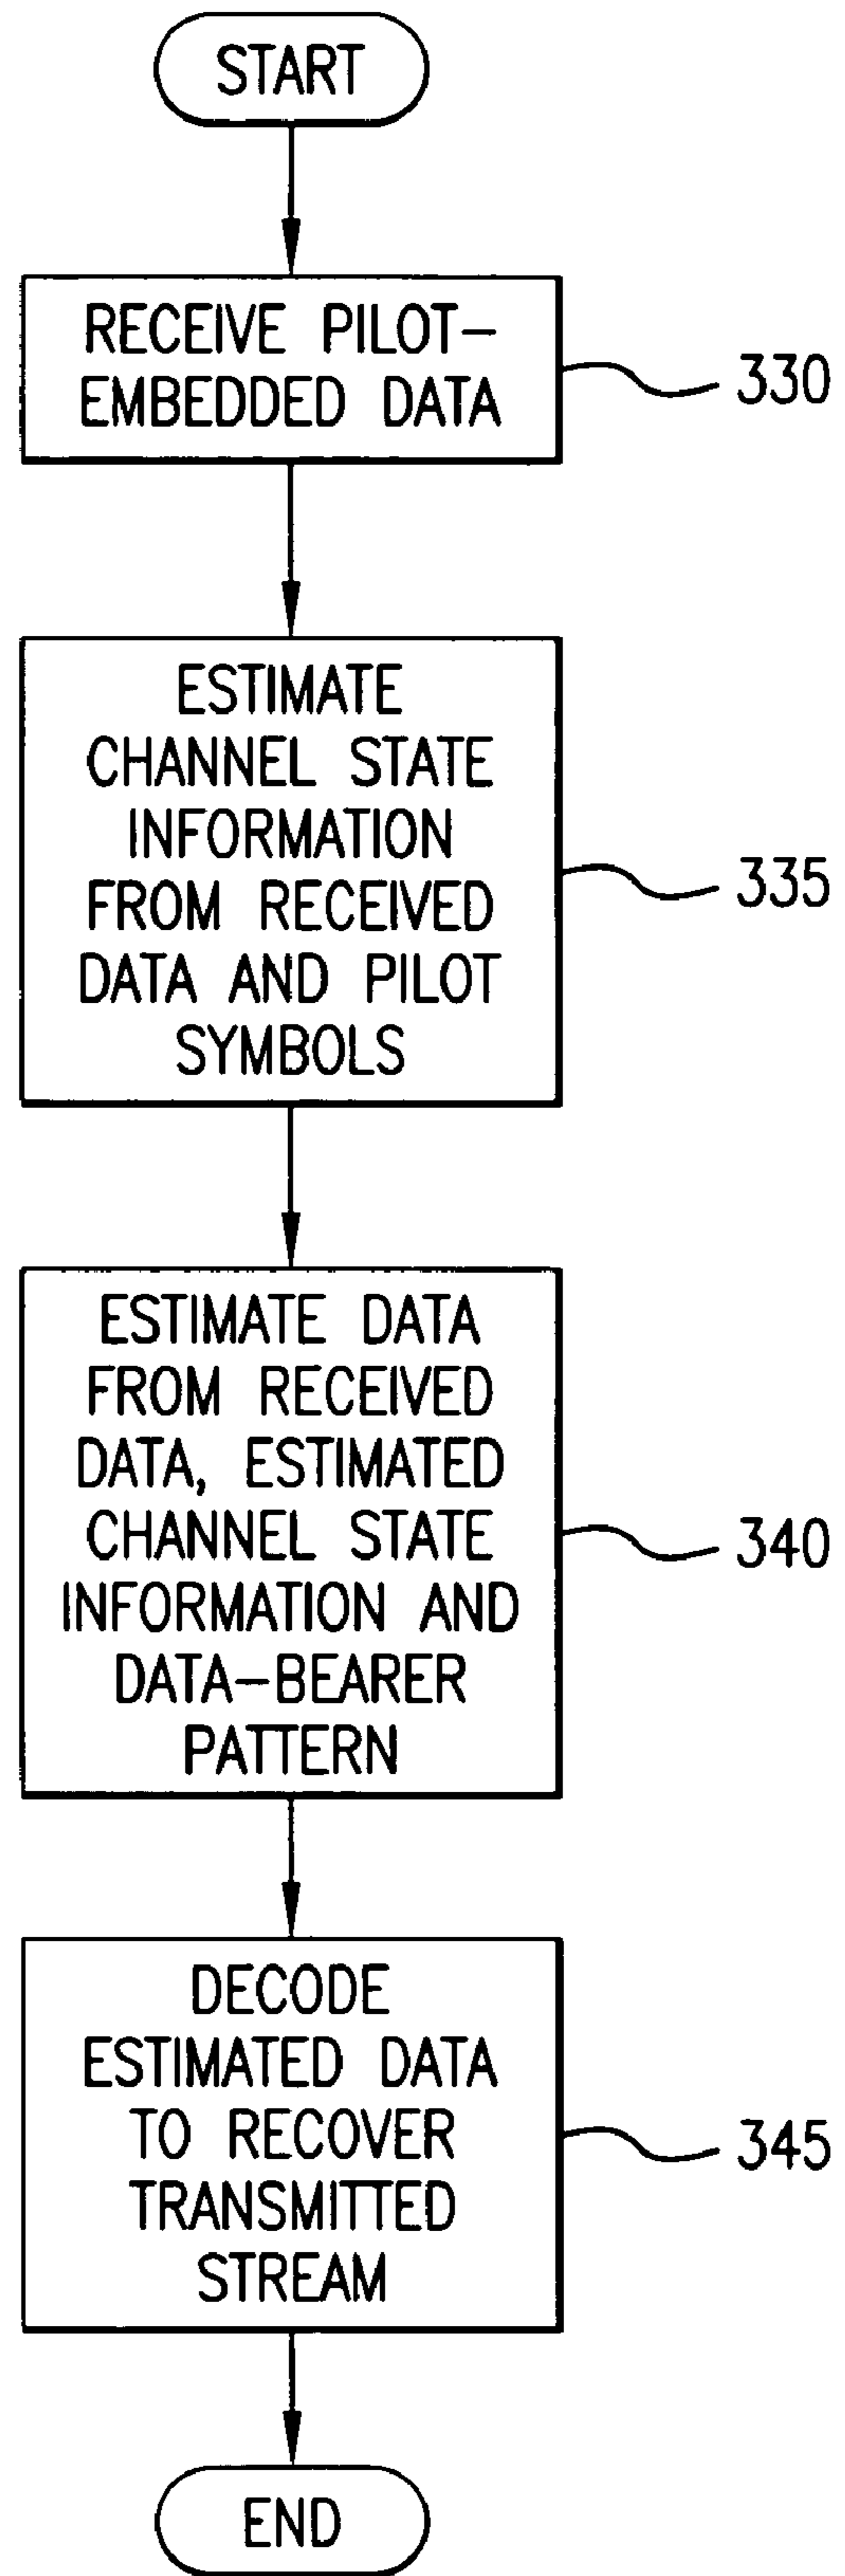 START
RECEIVE PILOT-
EMBEDDED DATA
330
ESTIMATE
CHANNEL STATE
INFORMATION
FROM RECEIVED
DATA AND PILOT
SYMBOLS
335
ESTIMATE DATA
FROM RECEIVED
DATA, ESTIMATED
CHANNEL STATE
INFORMATION AND
DATA-BEARER
PATTERN
340
DECODE
ESTIMATED DATA
TO RECOVER
TRANSMITTED
STREAM
345
END